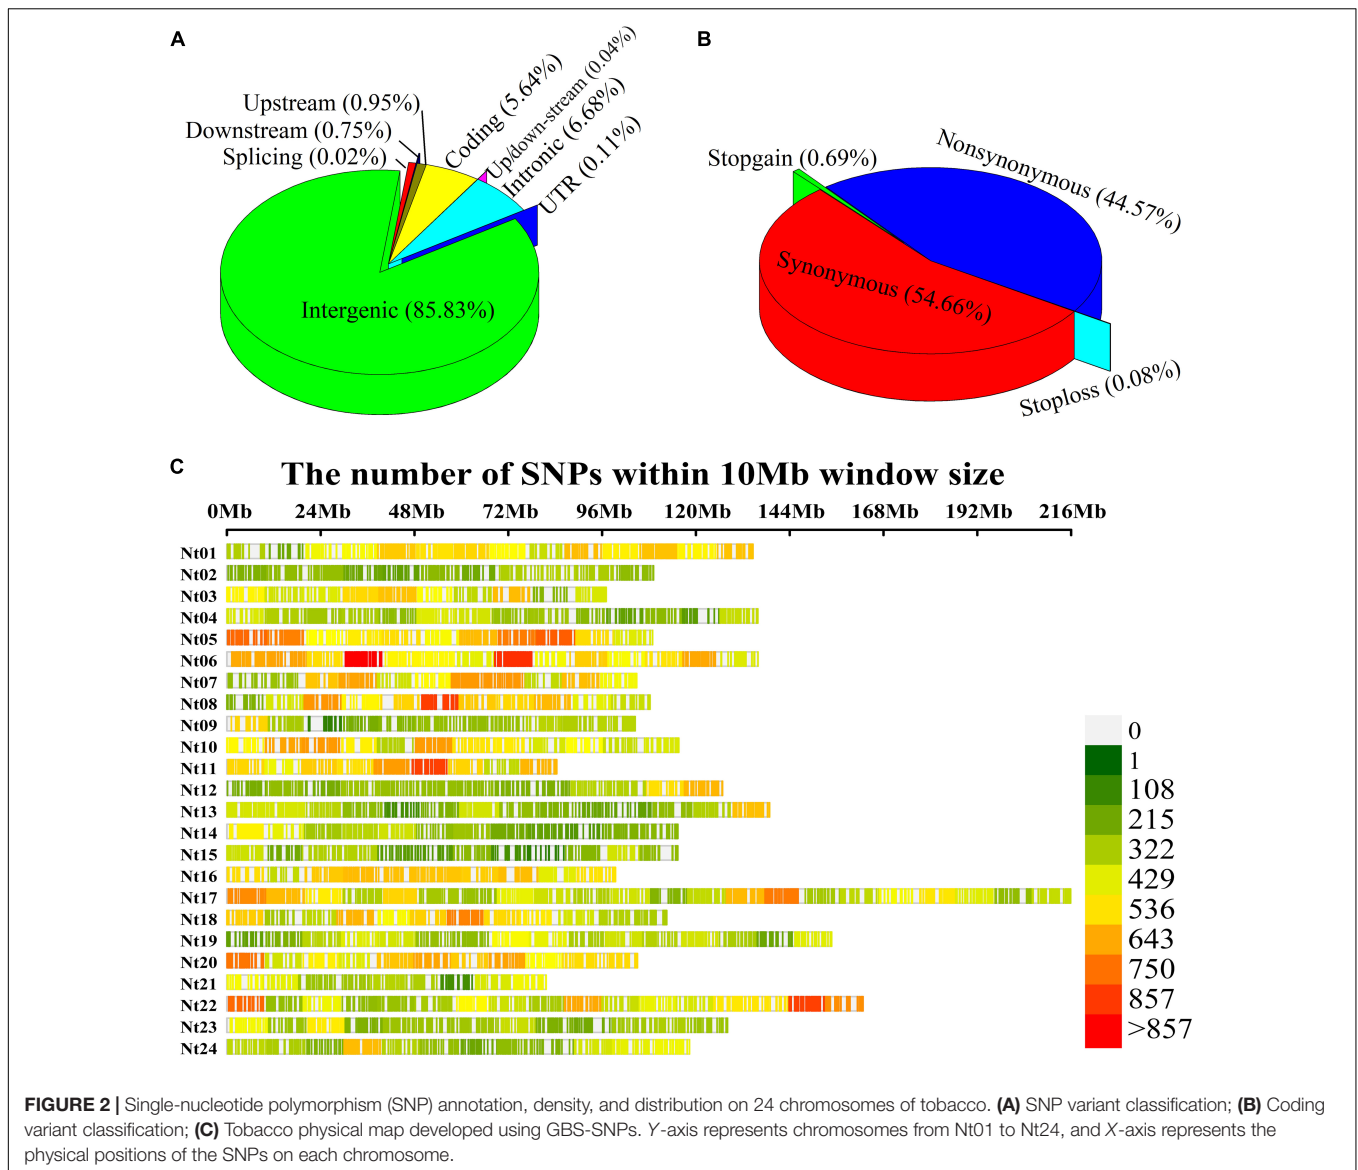 A
B
Upstream (0.95%)
Downstream (0.75%)
Splicing (0.02%)
Coding (5.64%)
Up/down-stream (0.04%)
Intronic (6.68%)
UTR (0.11%)
Intergenic (85.83%)
Stopgain (0.69%)
Nonsynonymous (44.57%)
Synonymous (54.66%)
Stoploss (0.08%)
C
The number of SNPs within 10Mb window size
0Mb 24Mb 48Mb 72Mb 96Mb 120Mb 144Mb 168Mb 192Mb 216Mb
Nt01
Nt02
Nt03
Nt04
Nt05
Nt06
Nt07
Nt08
Nt09
Nt10
Nt11
Nt12
Nt13
Nt14
Nt15
Nt16
Nt17
Nt18
Nt19
Nt20
Nt21
Nt22
Nt23
Nt24
0
1
108
215
322
429
536
643
750
857
>857
FIGURE 2 | Single-nucleotide polymorphism (SNP) annotation, density, and distribution on 24 chromosomes of tobacco. (A) SNP variant classification; (B) Coding
variant classification; (C) Tobacco physical map developed using GBS-SNPs. Y-axis represents chromosomes from Nt01 to Nt24, and X-axis represents the
physical positions of the SNPs on each chromosome.